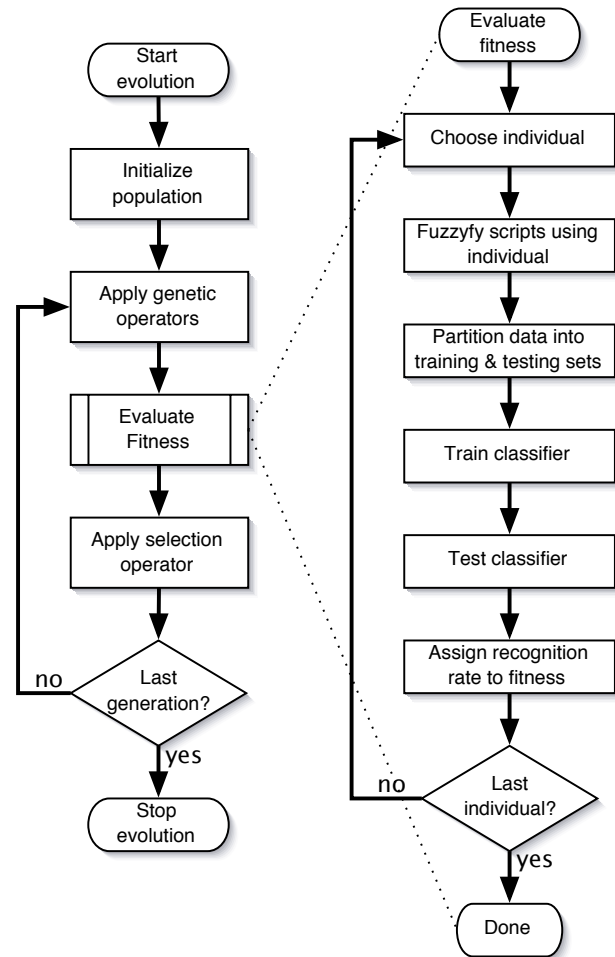 Start
evolution
Initialize
population
Apply genetic
operators
Evaluate
Fitness
Apply selection
operator
Last
generation?
no
yes
Stop
evolution
Evaluate
fitness
Choose individual
Fuzzyfy scripts using
individual
Partition data into
training & testing sets
Train classifier
Test classifier
Assign recognition
rate to fitness
Last
individual?
no
yes
Done